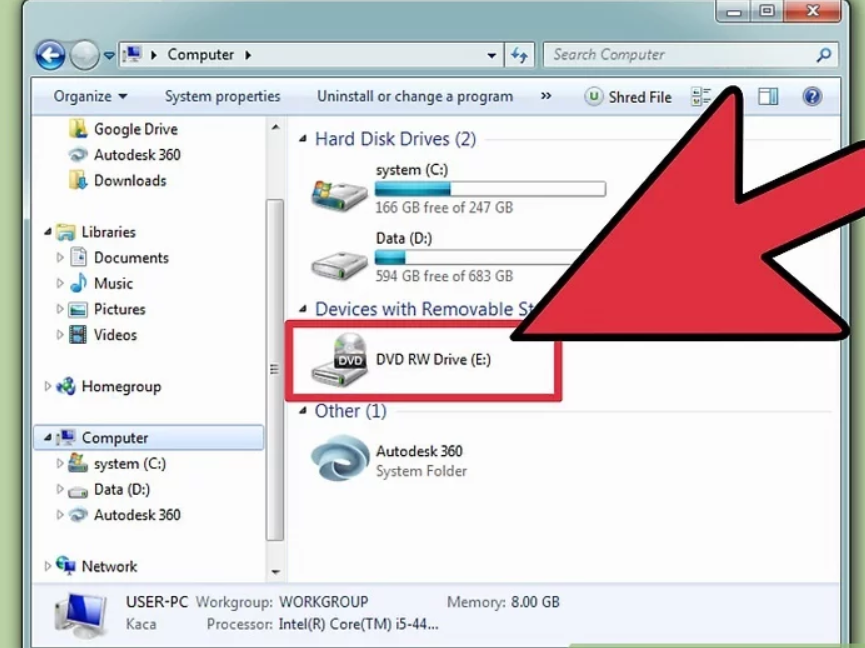 Computer
Search Computer
Organize
System properties
Uninstall or change a program
»
Shred File
Google Drive
Autodesk 360
Downloads
Libraries
Documents
Music
Pictures
Videos
Homegroup
Computer
system (C:)
Data (D:)
Autodesk 360
Network
Hard Disk Drives (2)
system (C:)
166 GB free of 247 GB
Data (D:)
594 GB free of 683 GB
Devices with Removable
DVD
DVD RW Drive (E:)
Other (1)
Autodesk 360
System Folder
USER-PC Workgroup: WORKGROUP Memory: 8.00 GB
Kaca Processor: Intel(R) Core(TM) i5-44...